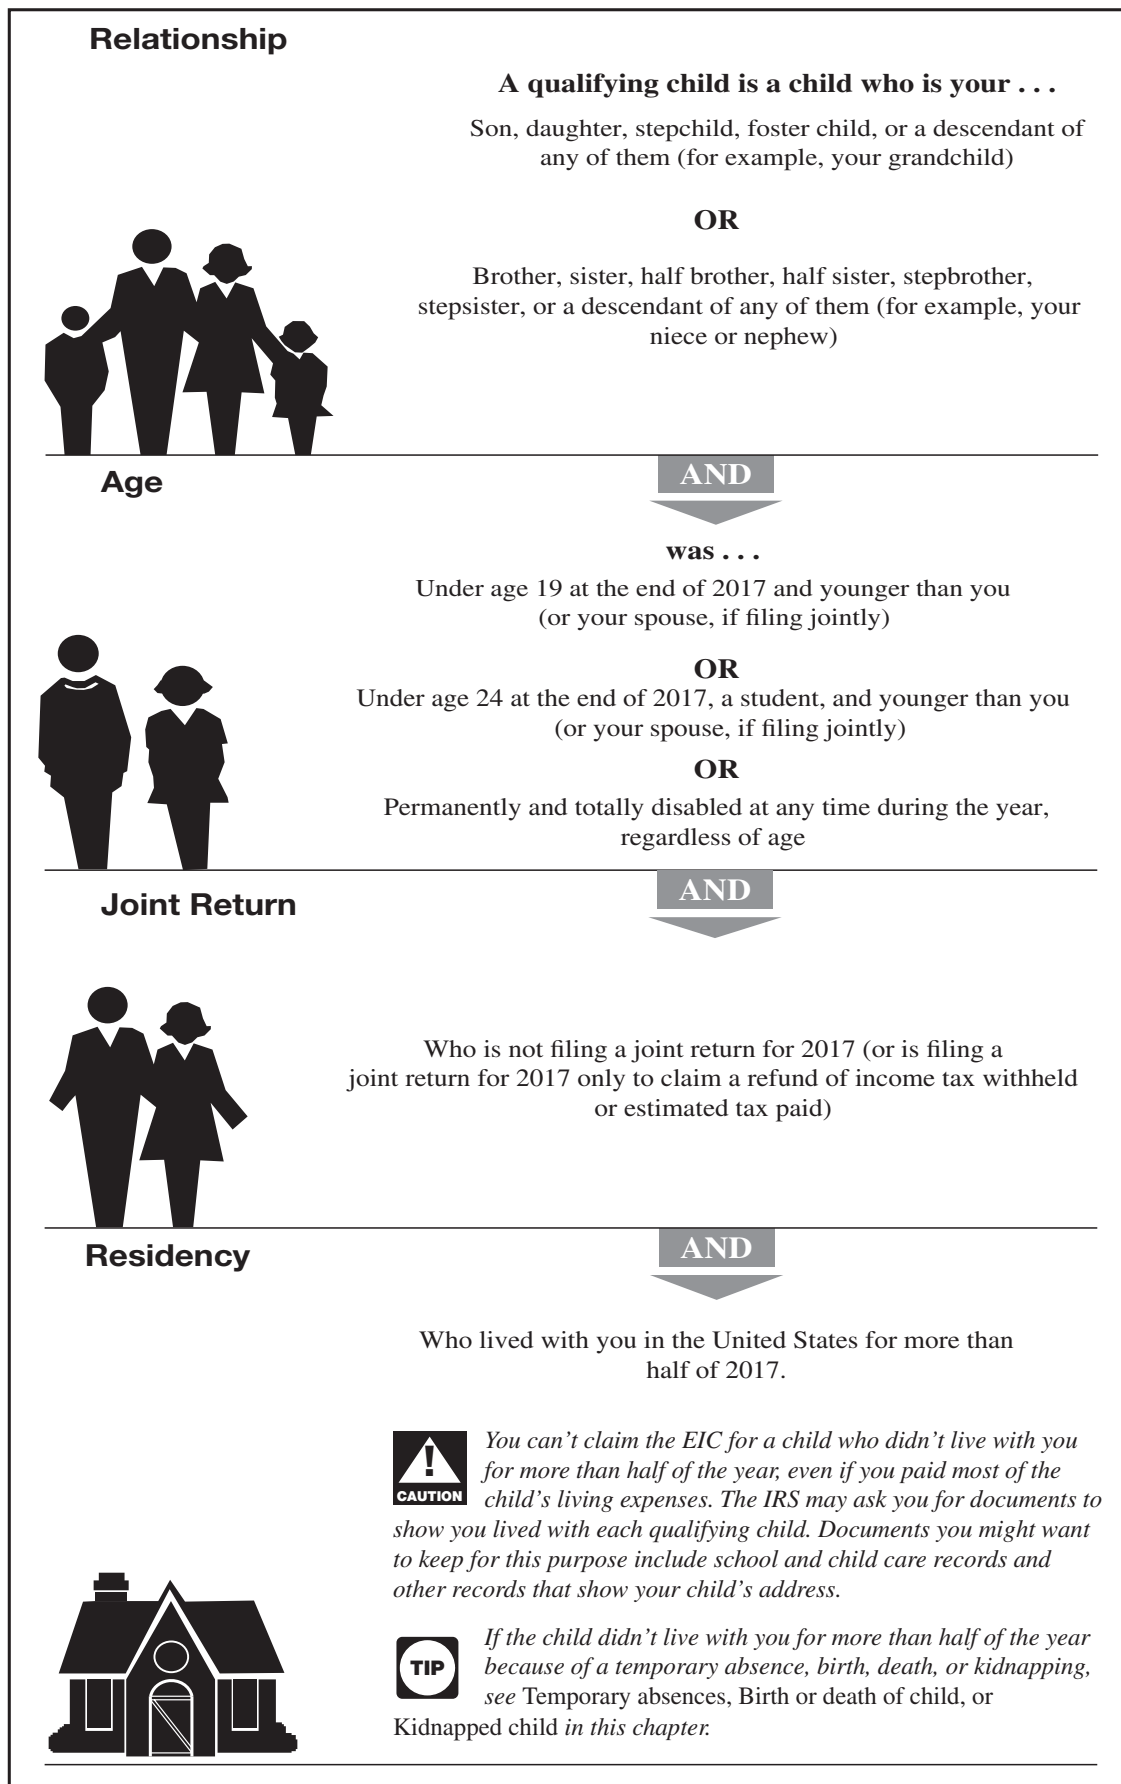 Relationship
A qualifying child is a child who is your . . .
Son, daughter, stepchild, foster child, or a descendant of
any of them (for example, your grandchild)
OR
Brother, sister, half brother, half sister, stepbrother,
stepsister, or a descendant of any of them (for example, your
niece or nephew)
AND
Age
was . . .
Under age 19 at the end of 2017 and younger than you
(or your spouse, if filing jointly)
OR
Under age 24 at the end of 2017, a student, and younger than you
(or your spouse, if filing jointly)
OR
Permanently and totally disabled at any time during the year,
regardless of age
AND
Joint Return
Who is not filing a joint return for 2017 (or is filing a
joint return for 2017 only to claim a refund of income tax withheld
or estimated tax paid)
AND
Residency
Who lived with you in the United States for more than
half of 2017.
!
CAUTION
You can’t claim the EIC for a child who didn’t live with you
for more than half of the year, even if you paid most of the
child’s living expenses. The IRS may ask you for documents to
show you lived with each qualifying child. Documents you might want
to keep for this purpose include school and child care records and
other records that show your child’s address.
TIP
If the child didn’t live with you for more than half of the year
because of a temporary absence, birth, death, or kidnapping,
see Temporary absences, Birth or death of child, or
Kidnapped child in this chapter.